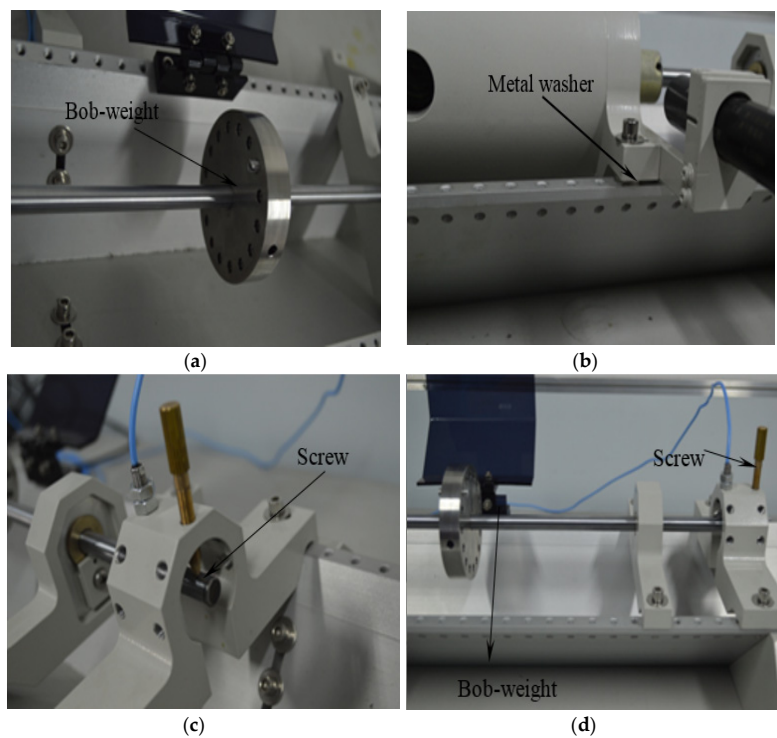 Bob-weight
Metal washer
(a)
(b)
Screw
Screw
Bob-weight
(c)
(d)